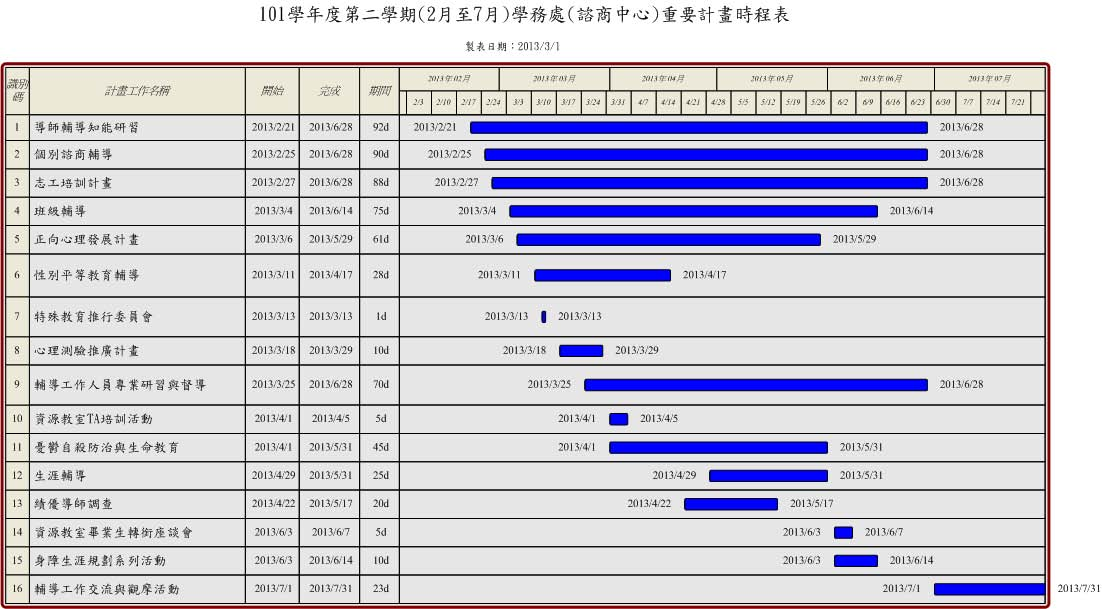 101學年度第二學期(2月至7月)學務處(諮商中心)重要計畫時程表
製表日期：2013/3/1
識別碼 計畫工作名稱 開始 完成 期間 2013年02月 2013年03月 2013年04月 2013年05月 2013年06月 2013年07月
2/3 2/10 2/17 2/24 3/3 3/10 3/17 3/24 3/31 4/7 4/14 4/21 4/28 5/5 5/12 5/19 5/26 6/2 6/9 6/16 6/23 6/30 7/7 7/14 7/21
1 導師輔導知能研習 2013/2/21 2013/6/28 92d 2013/2/21 2013/6/28
2 個別諮商輔導 2013/2/25 2013/6/28 90d 2013/2/25 2013/6/28
3 志工培訓計畫 2013/2/27 2013/6/28 88d 2013/2/27 2013/6/28
4 班級輔導 2013/3/4 2013/6/14 75d 2013/3/4 2013/6/14
5 正向心理發展計畫 2013/3/6 2013/5/29 61d 2013/3/6 2013/5/29
6 性別平等教育輔導 2013/3/11 2013/4/17 28d 2013/3/11 2013/4/17
7 特殊教育推行委員會 2013/3/13 2013/3/13 1d 2013/3/13 2013/3/13
8 心理測驗推廣計畫 2013/3/18 2013/3/29 10d 2013/3/18 2013/3/29
9 輔導工作人員專業研習與督導 2013/3/25 2013/6/28 70d 2013/3/25 2013/6/28
10 資源教室TA培訓活動 2013/4/1 2013/4/5 5d 2013/4/1 2013/4/5
11 憂鬱自殺防治與生命教育 2013/4/1 2013/5/31 45d 2013/4/1 2013/5/31
12 生涯輔導 2013/4/29 2013/5/31 25d 2013/4/29 2013/5/31
13 績優導師調查 2013/4/22 2013/5/17 20d 2013/4/22 2013/5/17
14 資源教室畢業生轉銜座談會 2013/6/3 2013/6/7 5d 2013/6/3 2013/6/7
15 身障生涯規劃系列活動 2013/6/3 2013/6/14 10d 2013/6/3 2013/6/14
16 輔導工作交流與觀摩活動 2013/7/1 2013/7/31 23d 2013/7/1 2013/7/31